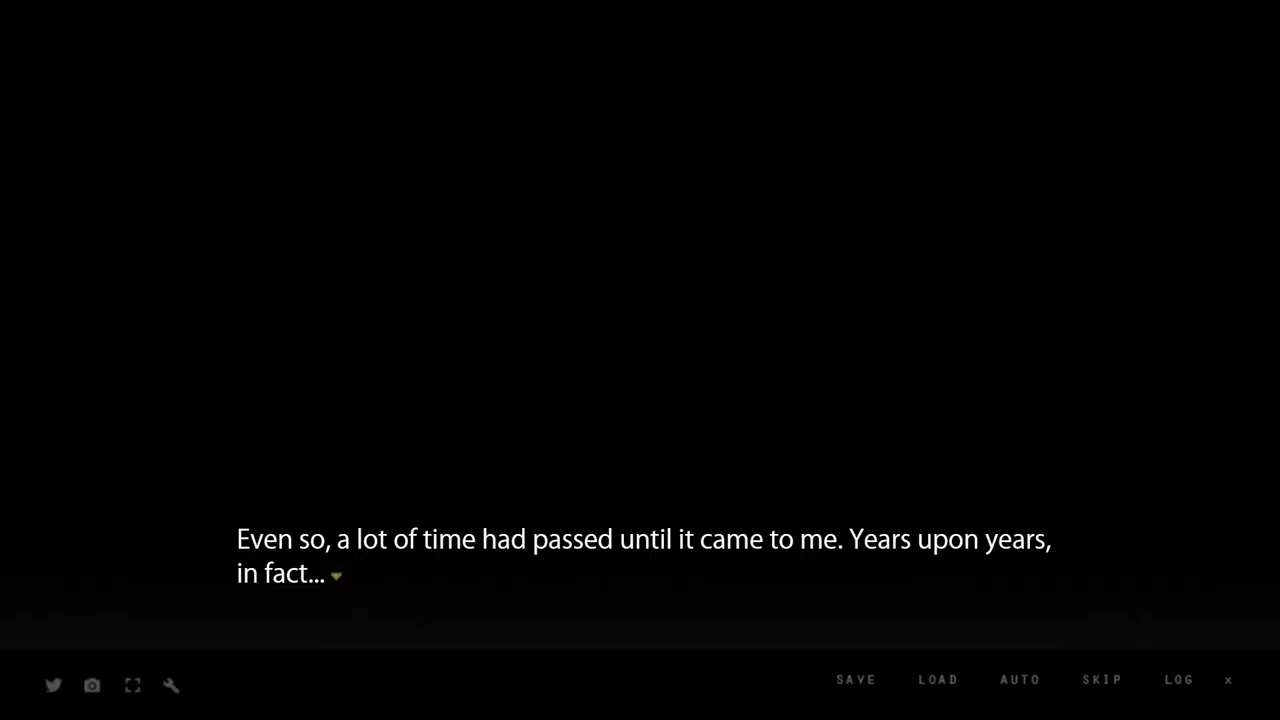 Even so, a lot of time had passed until it came to me. Years upon years,
in fact...
SAVE LOAD AUTO SKIP LOG ×